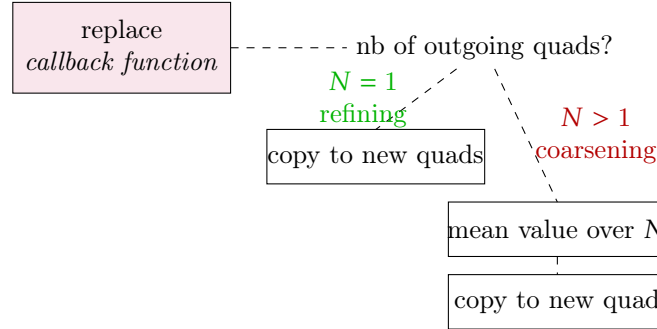 replace
callback function
nb of outgoing quads?
N = 1
refining
N > 1
coarsening
copy to new quads
mean value over N
copy to new quad